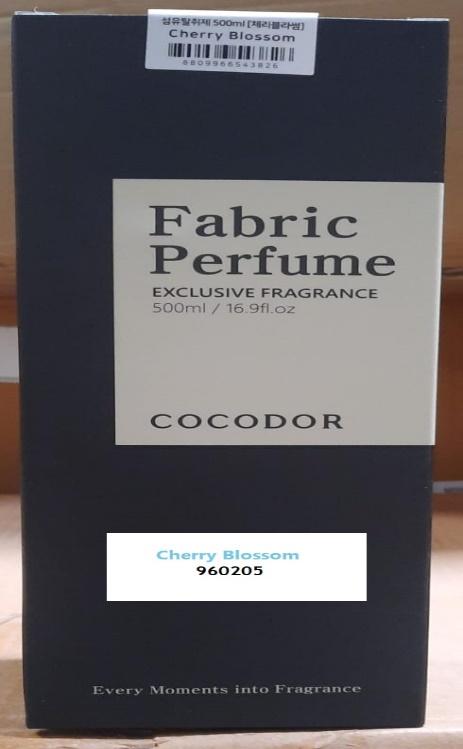 섬유탈취제 500ml [체리블라썸]
Cherry Blossom
8809966543826
Fabric
Perfume
EXCLUSIVE FRAGRANCE
500ml / 16.9fl.oz
COCODOR
Cherry Blossom
960205
Every Moments into Fragrance